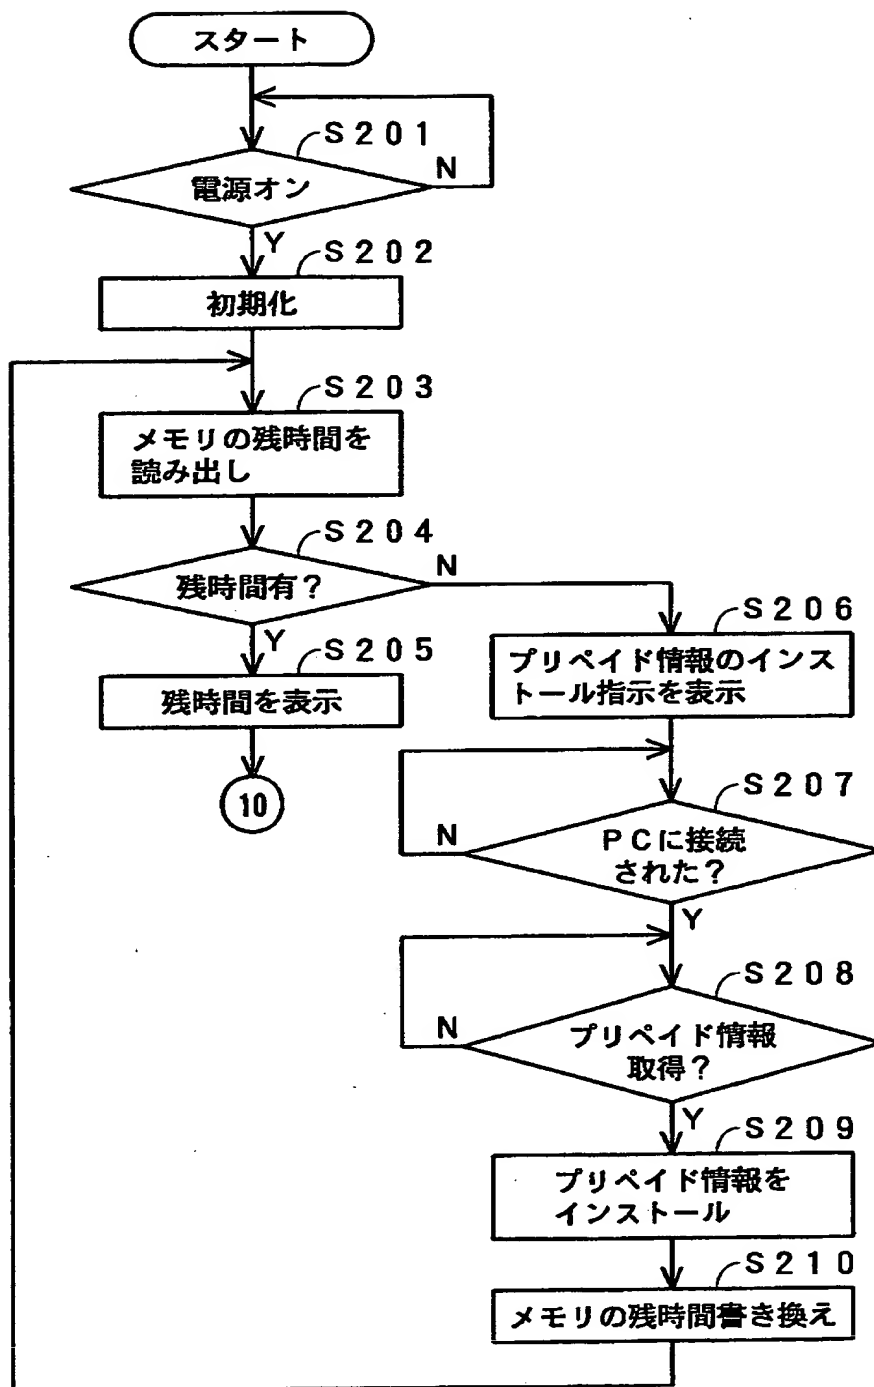 スタート
S201
電源オン
N
Y
S202
初期化
S203
メモリの残時間を
読み出し
S204
残時間有?
N
Y
S205
残時間を表示
10
S206
プリペイド情報のインス
トール指示を表示
S207
PCに接続
された?
N
Y
S208
プリペイド情報
取得?
N
Y
S209
プリペイド情報を
インストール
S210
メモリの残時間書き換え